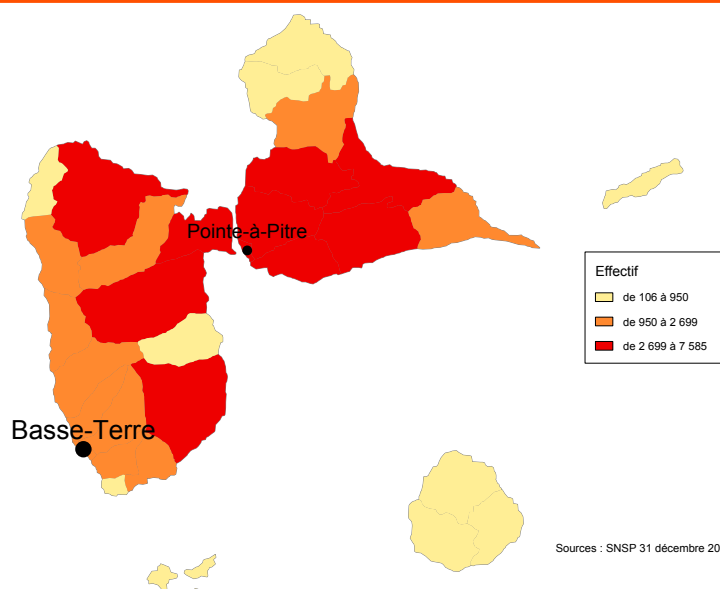 Pointe-à-Pitre
Effectif
de 106 à 950
de 950 à 2 699
de 2 699 à 7 585
Basse-Terre
Sources : SNSP 31 décembre 20